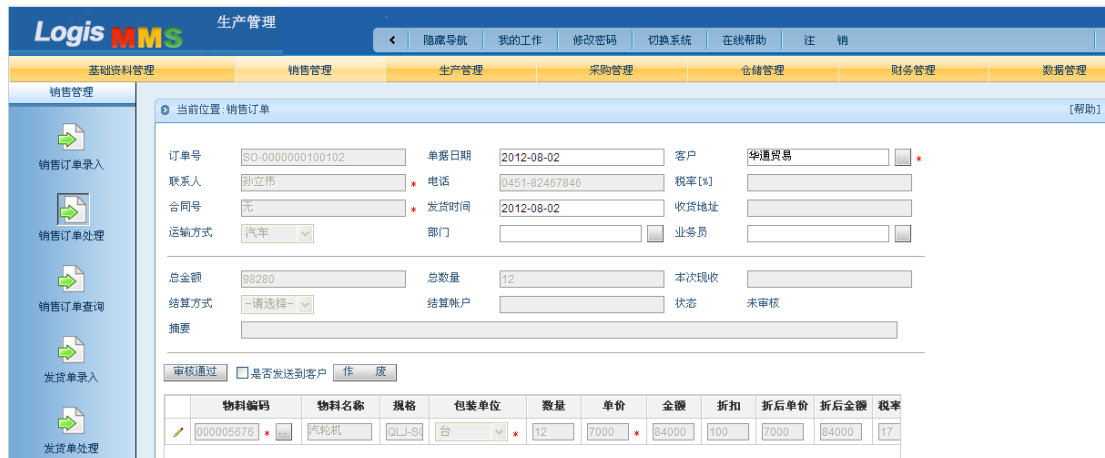 Logis MMS 生产管理
隐藏导航 我的工作 修改密码 切换系统 在线帮助 注 销
基础资料管理 销售管理 生产管理 采购管理 仓储管理 财务管理 数据管理
销售管理
当前位置:销售订单 [帮助]
销售订单录入
销售订单处理
销售订单查询
发货单录入
发货单处理
订单号 SO-0000000100102 单据日期 2012-08-02 客户 华通贸易 ... *
联系人 孙立伟 * 电话 0451-82467846 税率[%]
合同号 无 * 发货时间 2012-08-02 收货地址
运输方式 汽车 部门 ... 业务员 ...
总金额 98280 总数量 12 本次现收
结算方式 -请选择- 结算帐户 状态 未审核
摘要
审核通过 是否发送到客户 作 废
物料编码 物料名称 规格 包装单位 数量 单价 金额 折扣 折后单价 折后金额 税率
000005676 * ... 汽轮机 QLJ-S 台 * 12 7000 * 84000 100 7000 84000 17